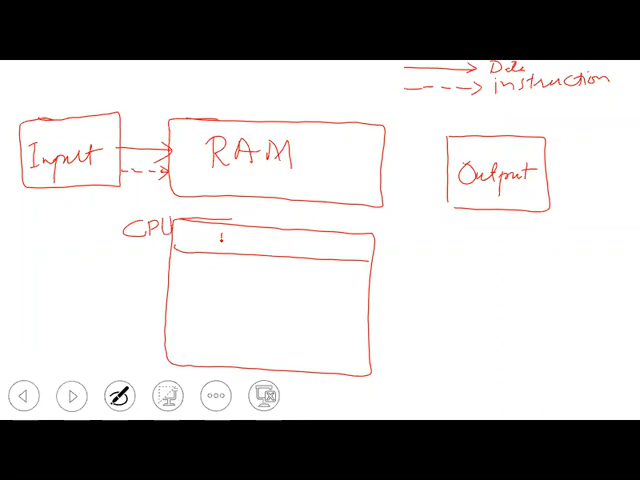 Data
instruction
Input
RAM
Output
CPU